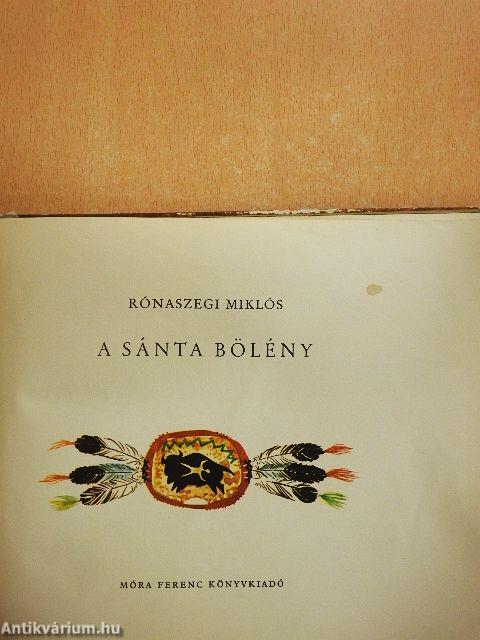 RÓNASZEGI MIKLÓS
A SÁNTA BÖLÉNY
MÓRA FERENC KÖNYVKIADÓ
Antikvárium.hu